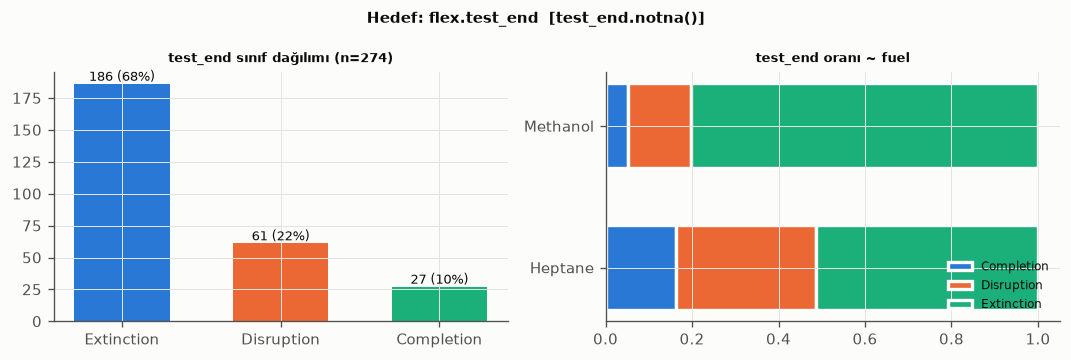 Hedef: flex.test_end  [test_end.notna()]
test_end sınıf dağılımı (n=274)
186 (68%)
61 (22%)
27 (10%)
175
150
125
100
75
50
25
0
Extinction
Disruption
Completion
test_end oranı ~ fuel
Methanol
Heptane
Completion
Disruption
Extinction
0.0
0.2
0.4
0.6
0.8
1.0